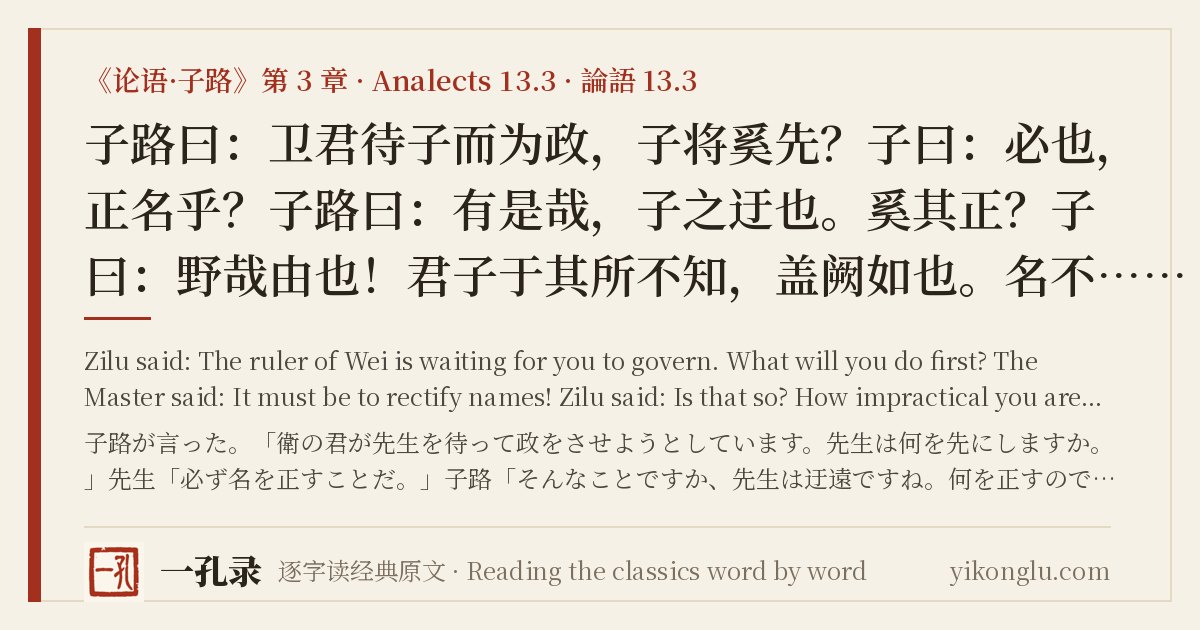 《论语·子路》第 3 章 · Analects 13.3 · 論語 13.3
子路曰：卫君待子而为政，子将奚先？子曰：必也，
正名乎？子路曰：有是哉，子之迂也。奚其正？子
曰：野哉由也！君子于其所不知，盖阙如也。名不……
Zilu said: The ruler of Wei is waiting for you to govern. What will you do first? The
Master said: It must be to rectify names! Zilu said: Is that so? How impractical you are...
子路が言った。「衛の君が先生を待って政をさせようとしています。先生は何を先にしますか。
」先生「必ず名を正すことだ。」子路「そんなことですか、先生は迂遠ですね。何を正すので…
一孔
一孔录 逐字读经典原文 · Reading the classics word by word yikonglu.com